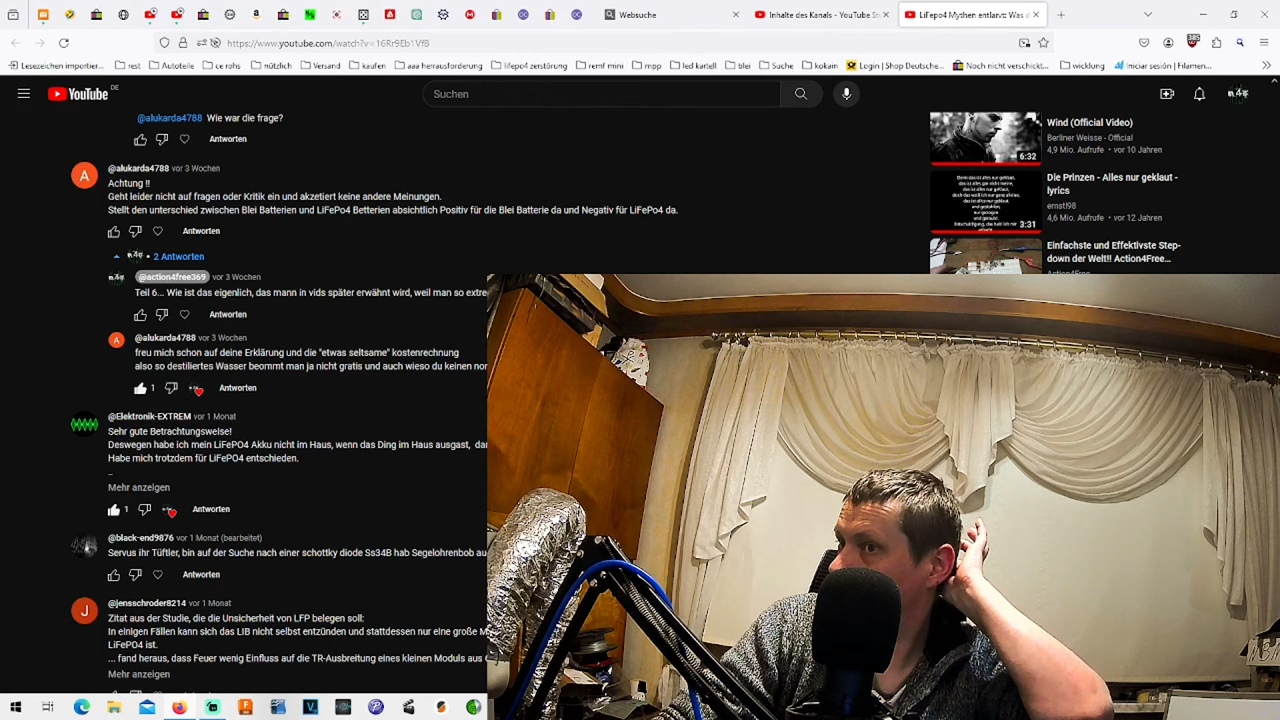 Websuche
Inhalte des Kanals - YouTube St
LiFepo4 Mythen entlarvt: Was s
https://www.youtube.com/watch?v=16Rr9Eb1Vf8
Lesezeichen importier...
rest
Autoteile
ce rohs
nützlich
Versand
kaufen
aaa herrausforderung
lifepo4 zerstörung
remf mini
mpp
led kartell
blei
Suche
kokain
Login | Shop Deutsche...
Noch nicht verschickt...
wicklung
Iniciar sesión | Filamen...
YouTube DE
Suchen
@alukarda4788 Wie war die frage?
Antworten
@alukarda4788 vor 3 Wochen
Achtung !!
Geht leider nicht auf fragen oder Kritik ein und
Stellt den unterschied zwischen Blei Batterien und LiFePo4 Betterien absichtlich Positiv für die Blei Batterie da und Negativ für LiFePo4 da.
Antworten
2 Antworten
@action4free369 vor 3 Wochen
Teil 6... Wie ist das eigenlich, das mann in vids später erwähnt wird, weil man so extre
Antworten
@alukarda4788 vor 3 Wochen
freu mich schon auf deine Erklärung und die "etwas seltsame" kostenrechnung
also so destiliertes Wasser beommt man ja nicht gratis und auch wieso du keinen nor
1
Antworten
@Elektronik-EXTREM vor 1 Monat
Sehr gute Betrachtungsweise!
Deswegen habe ich mein LiFePO4 Akku nicht im Haus, wenn das Ding im Haus ausgast, dan
Habe mich trotzdem für LiFePO4 entschieden.
Mehr anzeigen
1
Antworten
@black-end9876 vor 1 Monat (bearbeitet)
Servus ihr Tüftler, bin auf der Suche nach einer schottky diode Ss34B hab Segelohrenbob au
Antworten
@jensschroder8214 vor 1 Monat
Zitat aus der Studie, die die Unsicherheit von LFP belegen soll:
In einigen Fällen kann sich das LIB nicht selbst entzünden und stattdessen nur eine große M
LiFePO4 ist.
... fand heraus, dass Feuer wenig Einfluss auf die TR-Ausbreitung eines kleinen Moduls aus
Mehr anzeigen
Wind (Official Video)
Berliner Weisse - Official
4,9 Mio. Aufrufe • vor 10 Jahren
6:32
Die Prinzen - Alles nur geklaut -
lyrics
ernstl98
4,6 Mio. Aufrufe • vor 12 Jahren
3:31
Einfachste und Effektivste Step-
down der Welt!! Action4Free...
Action4Free